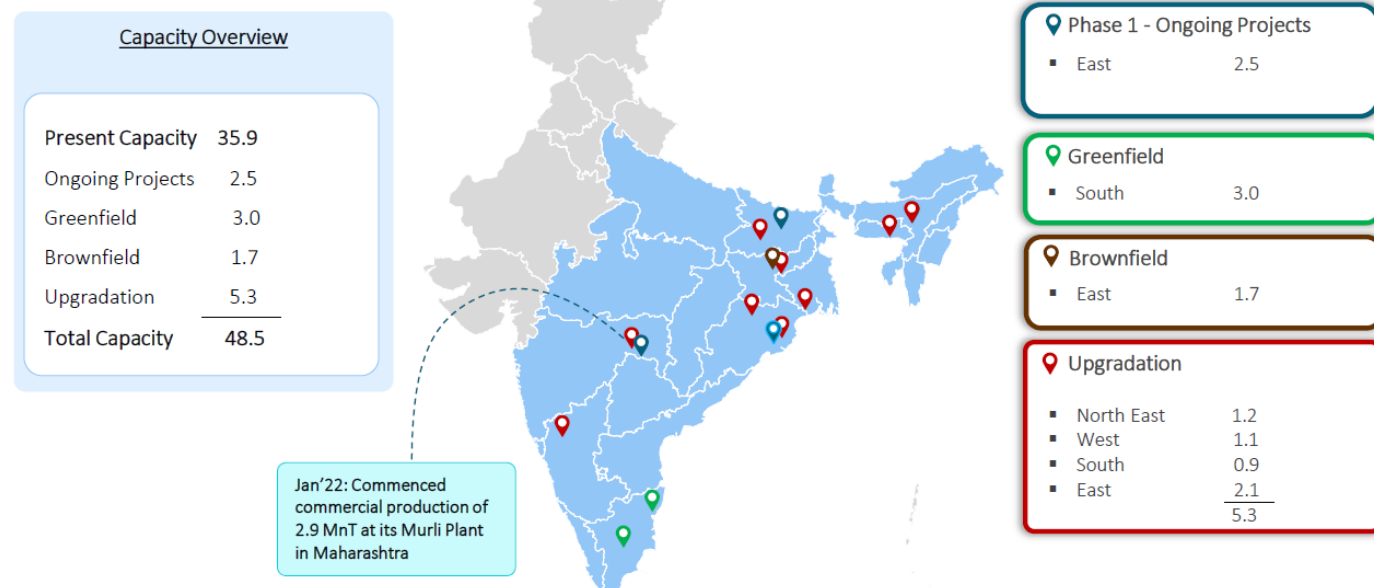 Capacity Overview
Present Capacity 35.9
Ongoing Projects 2.5
Greenfield 3.0
Brownfield 1.7
Upgradation 5.3
Total Capacity 48.5
Jan'22: Commenced
commercial production of
2.9 MnT at its Murli Plant
in Maharashtra
Phase 1 - Ongoing Projects
▪ East 2.5
Greenfield
▪ South 3.0
Brownfield
▪ East 1.7
Upgradation
▪ North East 1.2
▪ West 1.1
▪ South 0.9
▪ East 2.1
5.3